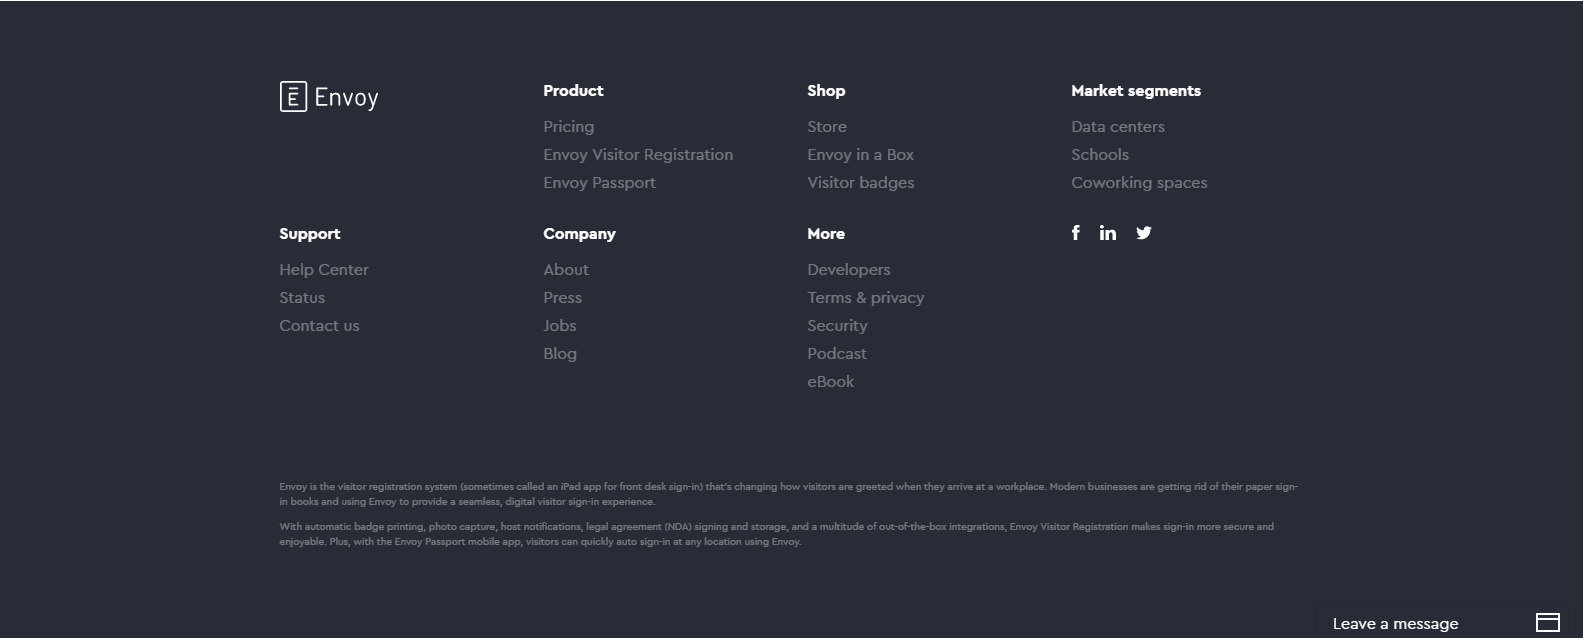 E Envoy
Product
Pricing
Envoy Visitor Registration
Envoy Passport
Shop
Store
Envoy in a Box
Visitor badges
Market segments
Data centers
Schools
Coworking spaces
Support
Help Center
Status
Contact us
Company
About
Press
Jobs
Blog
More
Developers
Terms & privacy
Security
Podcast
eBook
f in
Envoy is the visitor registration system (sometimes called an iPad app for front desk sign-in) that's changing how visitors are greeted when they arrive at a workplace. Modern businesses are getting rid of their paper sign-
in books and using Envoy to provide a seamless, digital visitor sign-in experience.
With automatic badge printing, photo capture, host notifications, legal agreement (NDA) signing and storage, and a multitude of out-of-the-box integrations, Envoy Visitor Registration makes sign-in more secure and
enjoyable. Plus, with the Envoy Passport mobile app, visitors can quickly auto sign-in at any location using Envoy.
Leave a message